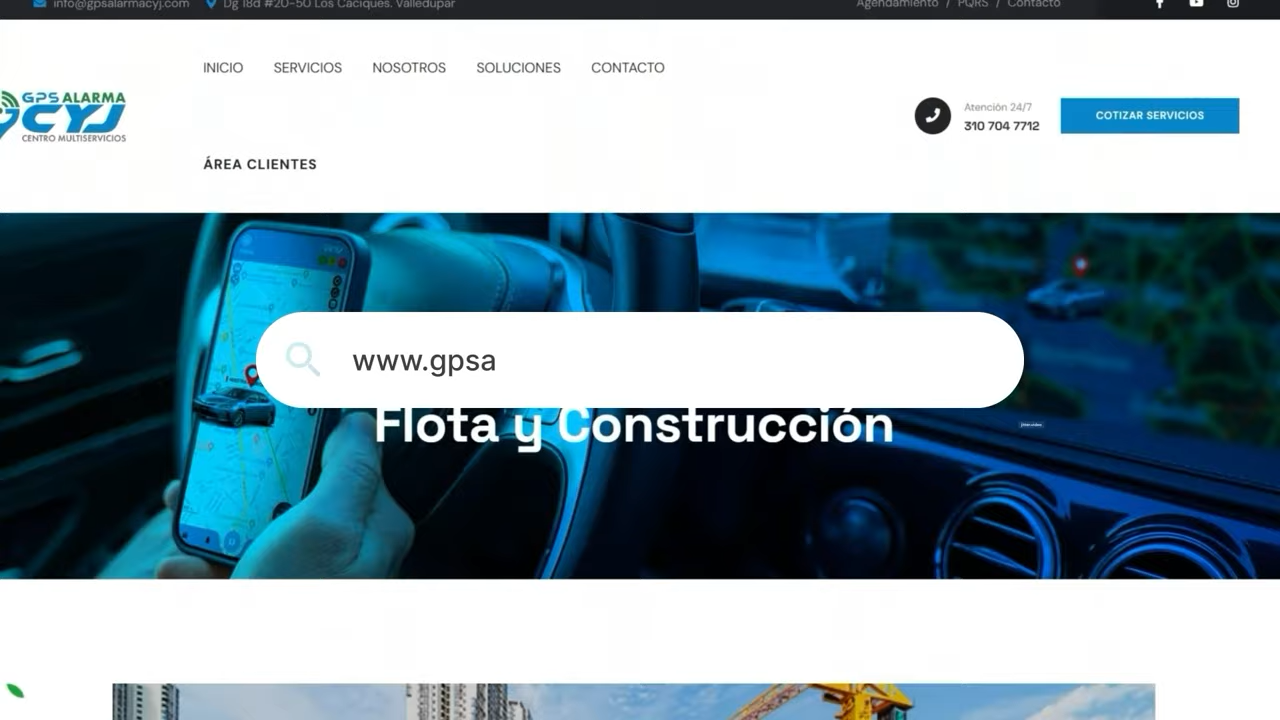 info@gpsalarmacyj.com Dg 18d #20-50 Los Caciques. Valledupar Agendamiento / PQRS / Contacto
INICIO SERVICIOS NOSOTROS SOLUCIONES CONTACTO
GPS ALARMA
CYJ
CENTRO MULTISERVICIOS
Atención 24/7
310 704 7712
COTIZAR SERVICIOS
ÁREA CLIENTES
www.gpsa
Flota y Construcción